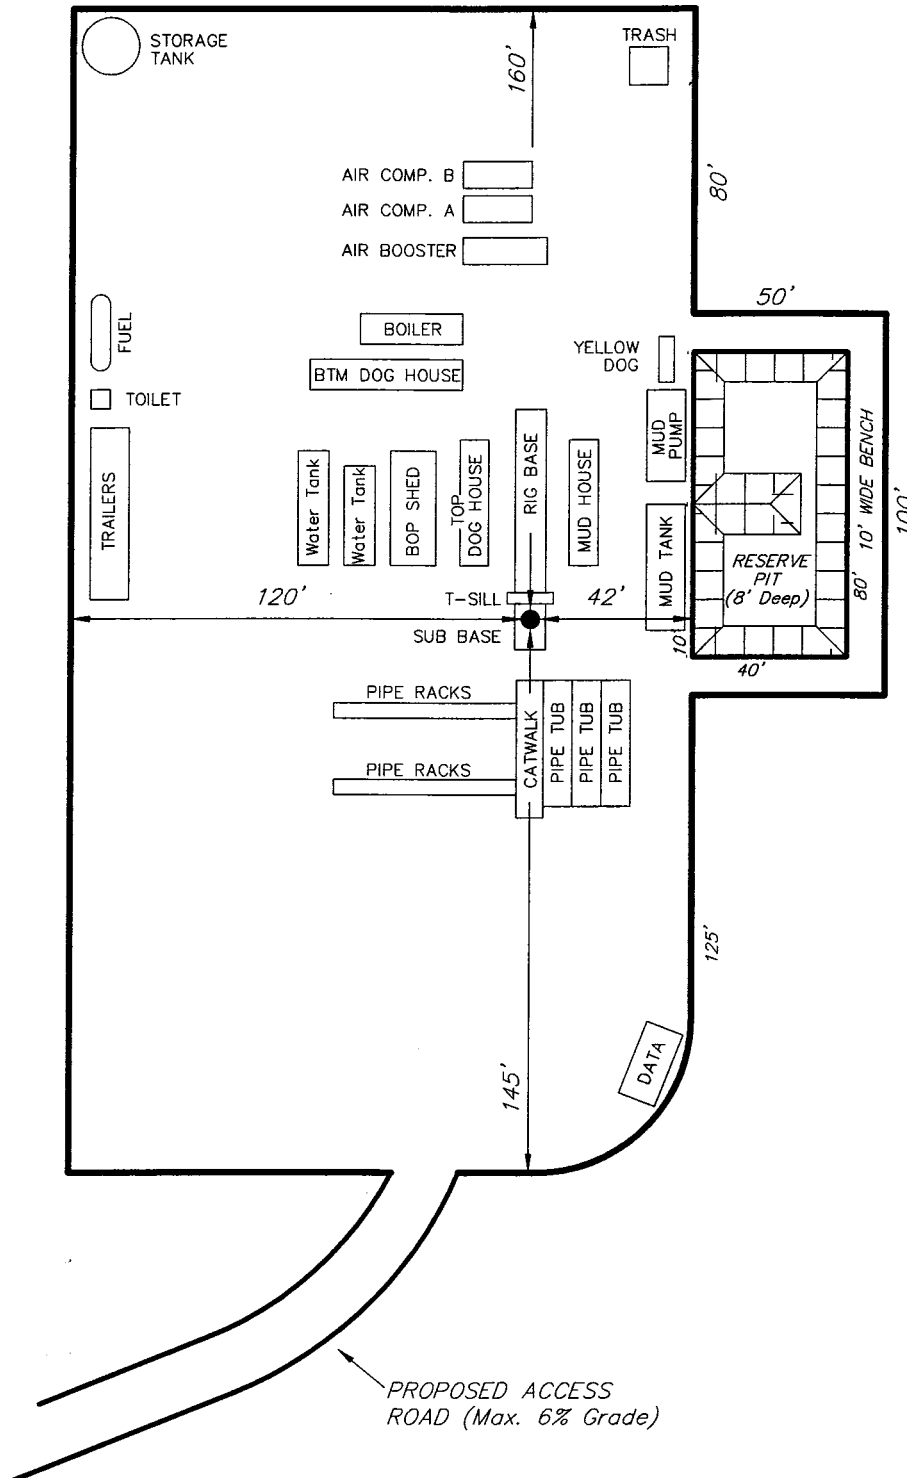 STORAGE
TANK
160'
TRASH
80'
AIR COMP. B
AIR COMP. A
AIR BOOSTER
50'
FUEL
BOILER
YELLOW
DOG
BTM DOG HOUSE
TOILET
TRAILERS
Water Tank
Water Tank
BOP SHED
TOP
DOG HOUSE
RIG BASE
MUD HOUSE
MUD
PUMP
MUD TANK
RESERVE
PIT
(8' Deep)
80'
10' WIDE BENCH
100'
120'
T-SILL
42'
SUB BASE
10'
40'
PIPE RACKS
PIPE RACKS
CATWALK
PIPE TUB
PIPE TUB
PIPE TUB
125'
145'
DATA
PROPOSED ACCESS
ROAD (Max. 6% Grade)